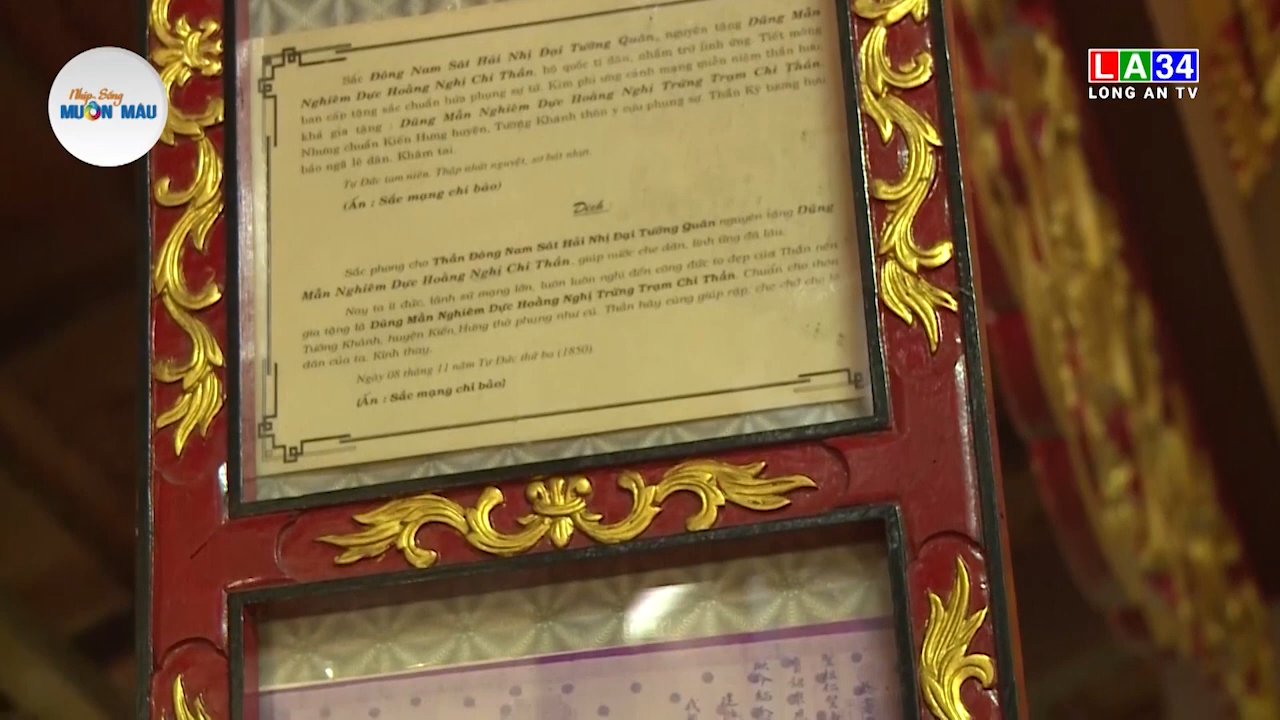 Nhịp Sống
MUÔN MÀU
LA34
LONG AN TV
Sắc Đông Nam Sát Hải Nhị Đại Tướng Quân, nguyên tặng Dũng Mẫn
Nghiêm Dực Hoằng Nghị Chi Thần, hộ quốc tí dân, nhẫm trứ linh ứng. Tiết mông
ban cấp tặng sắc chuẩn hứa phụng sự tứ. Kim phi ứng cảnh mạng quiến niệm thần hưu
khả gia tặng : Dũng Mẫn Nghiêm Dực Hoằng Nghị Trừng Trạm Chi Thần.
Nhưng chuẩn Kiến Hưng huyện, Tường Khánh thôn y cựu phụng sự. Thần Kỳ tương hựu
bảo ngã lê dân. Khâm tai.
Tự Đức tam niên. Thập nhất nguyệt, sơ bát nhựt.
(Ấn : Sắc mạng chi bảo)
Dịch
Sắc phong cho Thần Đông Nam Sát Hải Nhị Đại Tướng Quân nguyên tặng Dũng
Mẫn Nghiêm Dực Hoằng Nghị Chi Thần, giúp nước che dân, linh ứng đã lâu.
Nay ta ít đức, lãnh sứ mạng lớn, luôn luôn nghĩ đến công đức to đẹp của Thần nên
gia tặng là Dũng Mẫn Nghiêm Dực Hoằng Nghị Trừng Trạm Chi Thần. Chuẩn cho thôn
Tường Khánh, huyện Kiến Hưng thờ phụng như cũ. Thần hãy cùng giúp rập, che chở cho lê
dân của ta. Kính thay.
Ngày 08 tháng 11 năm Tự Đức thứ ba (1850)
(Ấn : Sắc mạng chi bảo)